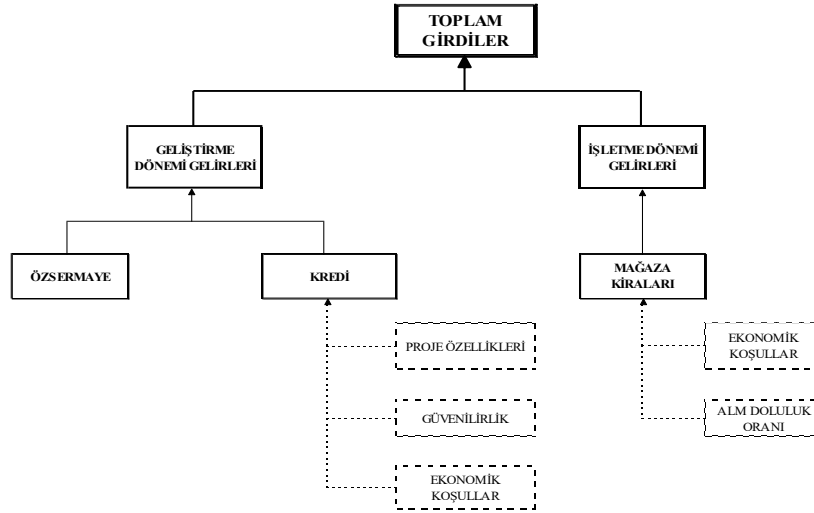 TOPLAM
GİRDİLER
GELİŞTİRME
DÖNEMİ GELİRLERİ
İŞLETME DÖNEMİ
GELİRLERİ
ÖZSERMAYE
KREDİ
MAĞAZA
KİRALARI
PROJE ÖZELLİKLERİ
EKONOMİK
KOŞULLAR
GÜVENİLİRLİK
ALM DOLULUK
ORANI
EKONOMİK
KOŞULLAR